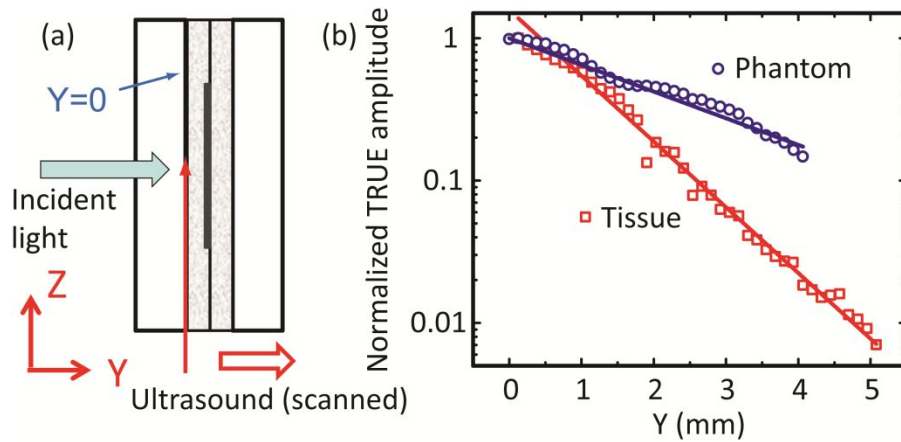 (a)
Y=0
Incident
light
Z
Y
Ultrasound (scanned)
(b)
Normalized TRUE amplitude
1
0.1
0.01
Phantom
Tissue
0 1 2 3 4 5
Y (mm)